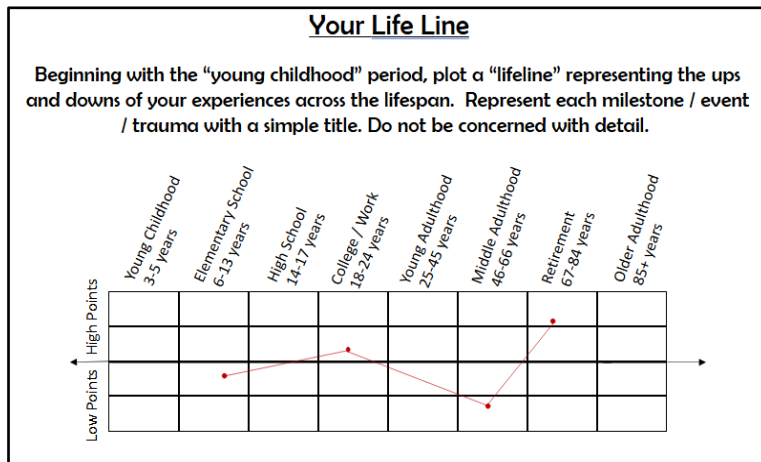 Your Life Line
Beginning with the “young childhood” period, plot a “lifeline” representing the ups
and downs of your experiences across the lifespan. Represent each milestone / event
/ trauma with a simple title. Do not be concerned with detail.
Young Childhood
3-5 years
Elementary School
6-13 years
High School
14-17 years
College / Work
18-24 years
Young Adulthood
25-45 years
Middle Adulthood
46-66 years
Retirement
67-84 years
Older Adulthood
85+ years
High Points
Low Points